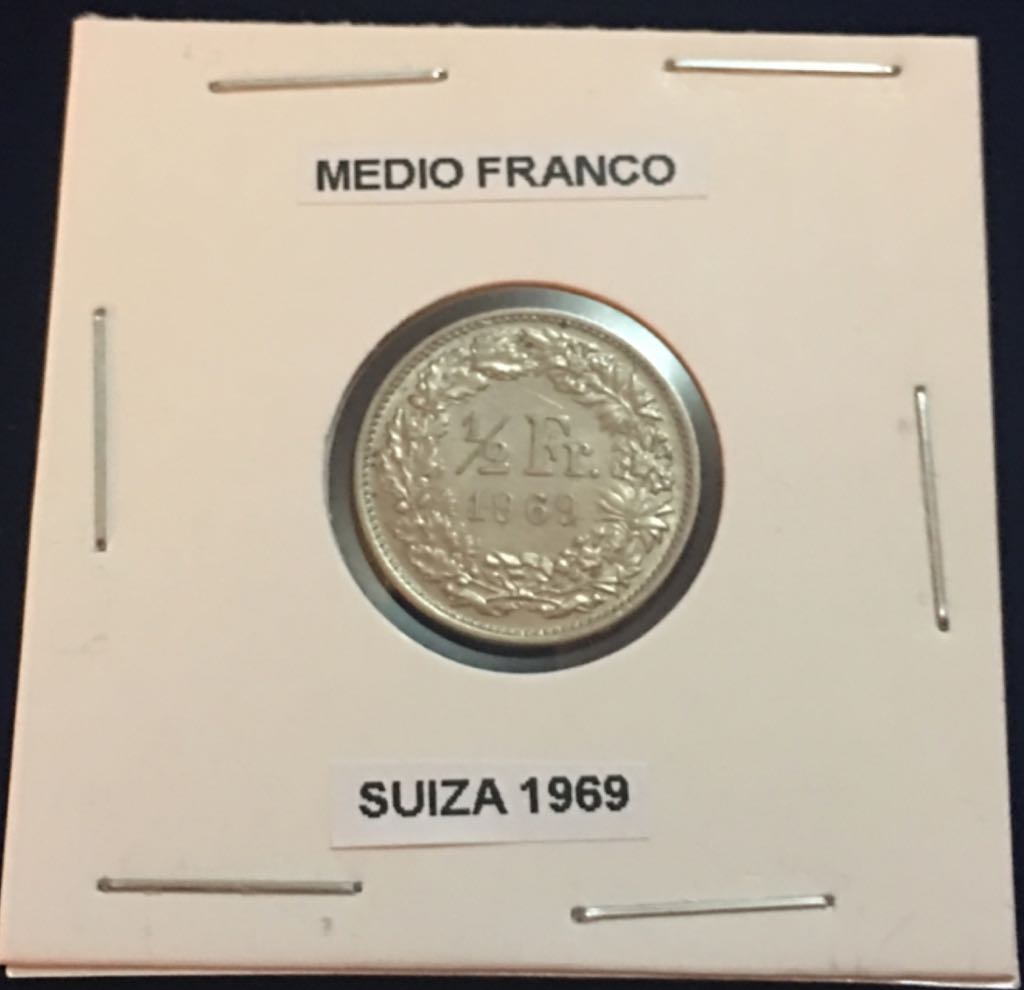 MEDIO FRANCO
½ Fr.
1969
SUIZA 1969